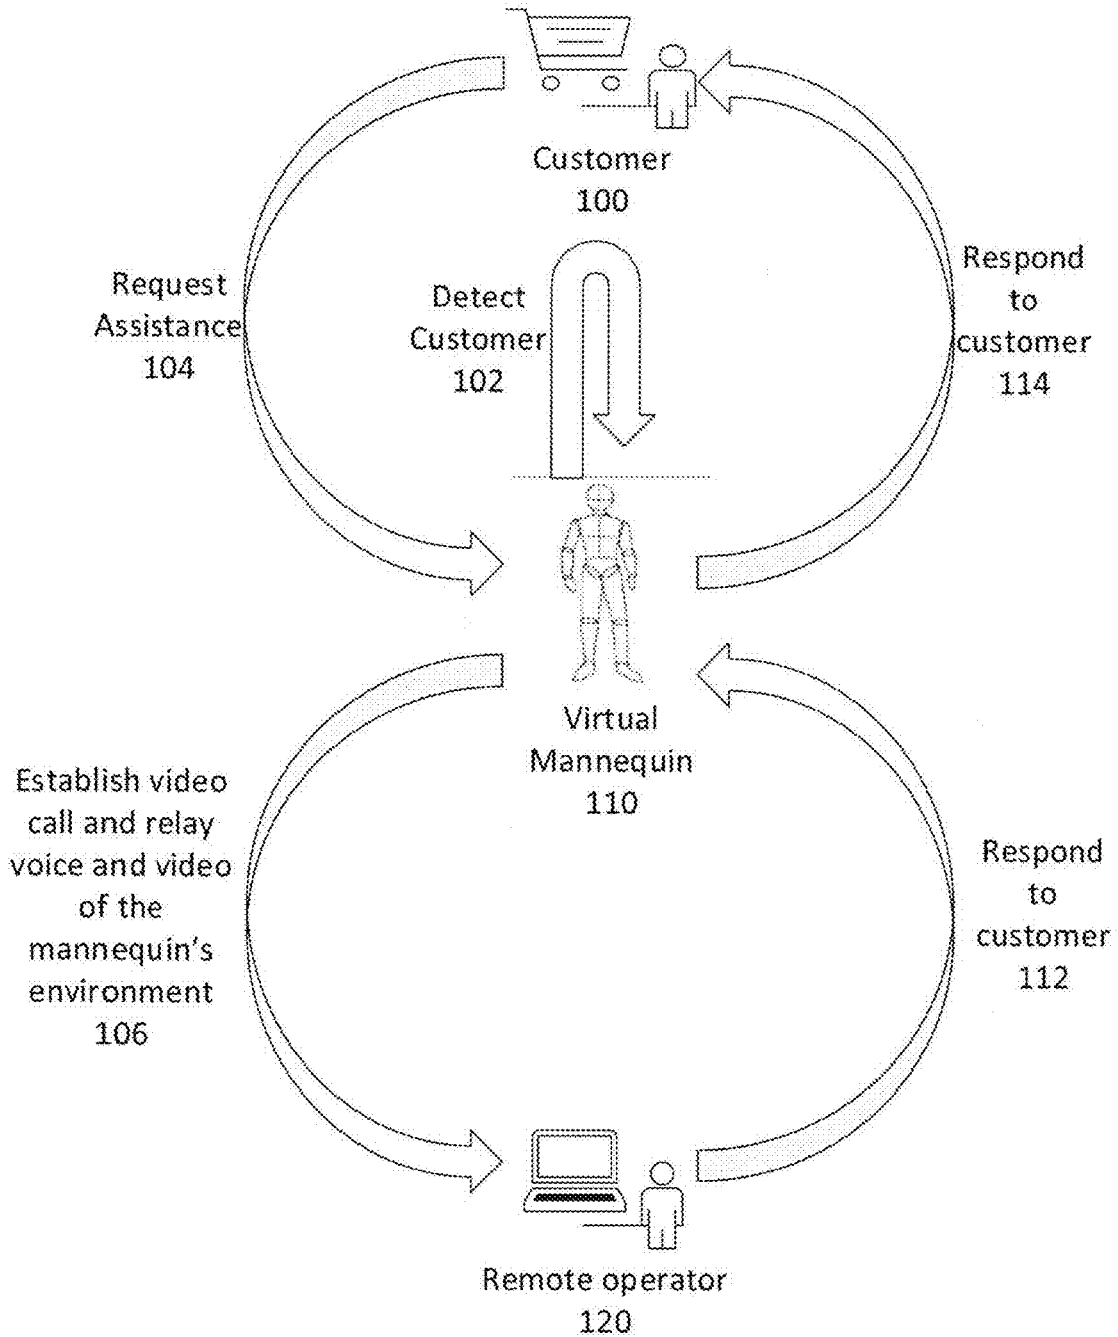 Customer
100
Request
Assistance
104
Detect
Customer
102
Respond
to
customer
114
Virtual
Mannequin
110
Establish video
call and relay
voice and video
of the
mannequin's
environment
106
Respond
to
customer
112
Remote operator
120